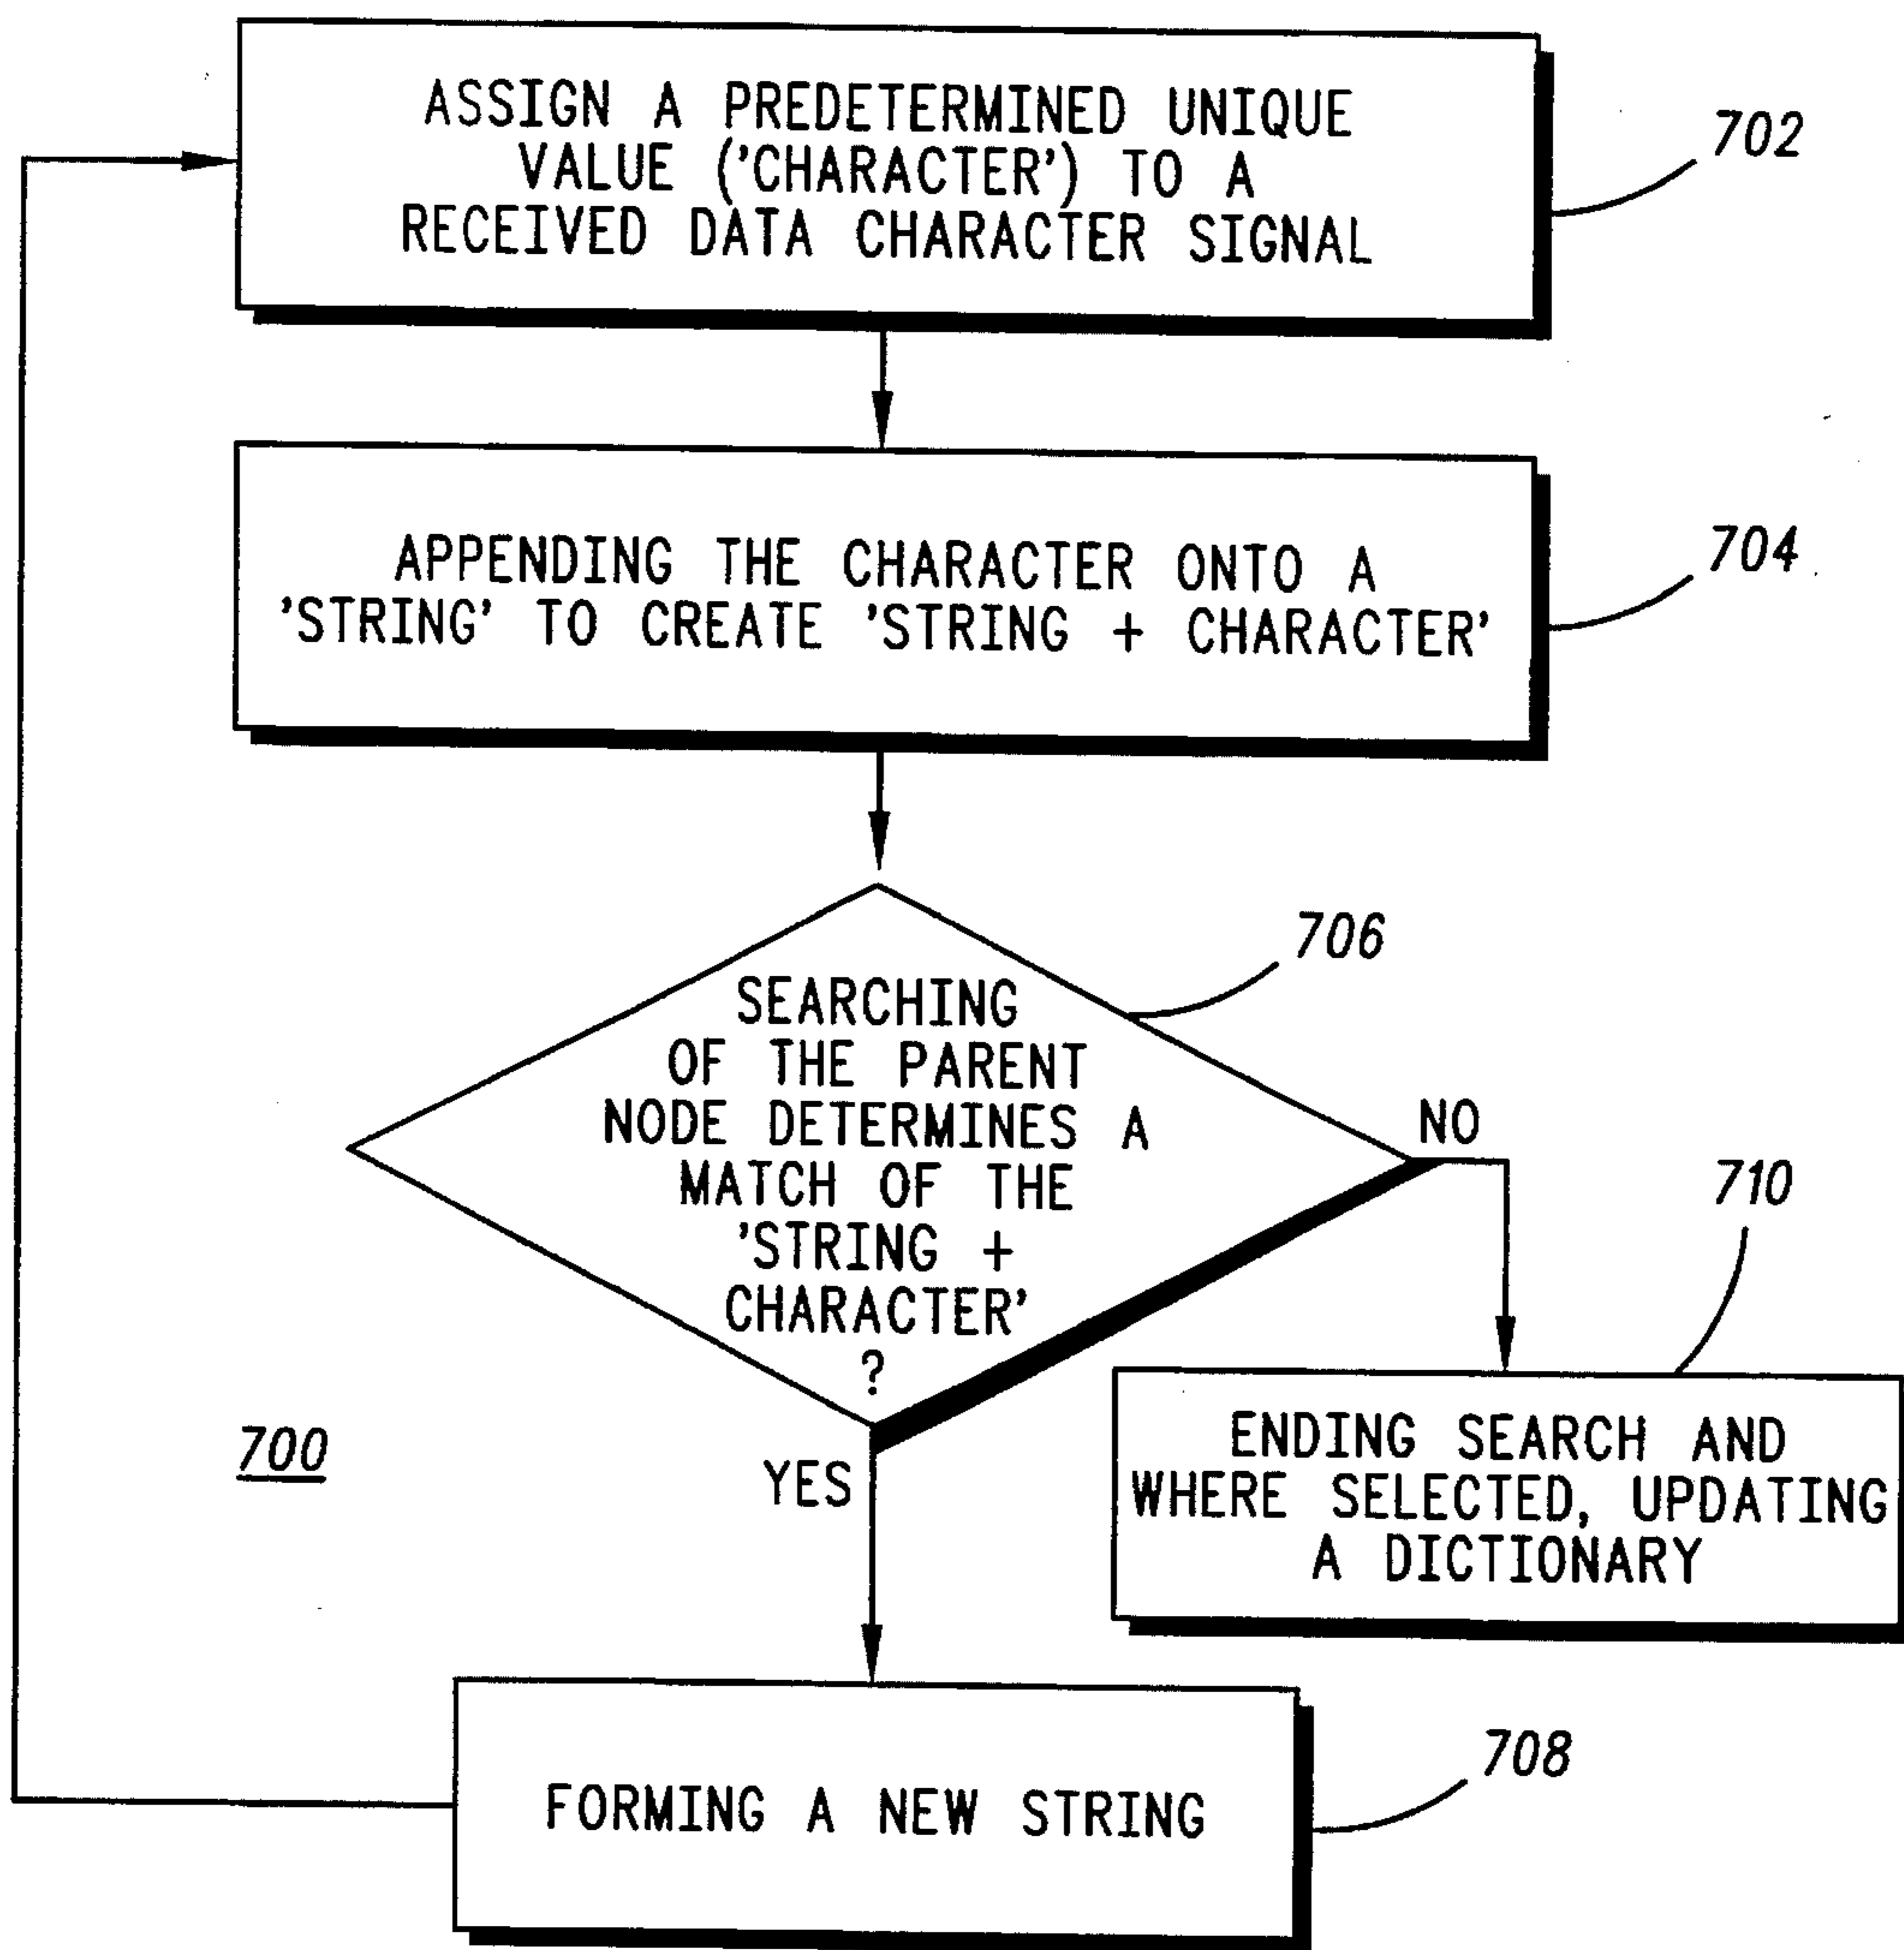 ASSIGN A PREDETERMINED UNIQUE
VALUE ('CHARACTER') TO A
RECEIVED DATA CHARACTER SIGNAL
702
APPENDING THE CHARACTER ONTO A
'STRING' TO CREATE 'STRING + CHARACTER'
704
706
SEARCHING
OF THE PARENT
NODE DETERMINES A
MATCH OF THE
'STRING +
CHARACTER'
?
NO
710
ENDING SEARCH AND
WHERE SELECTED, UPDATING
A DICTIONARY
700
YES
FORMING A NEW STRING
708